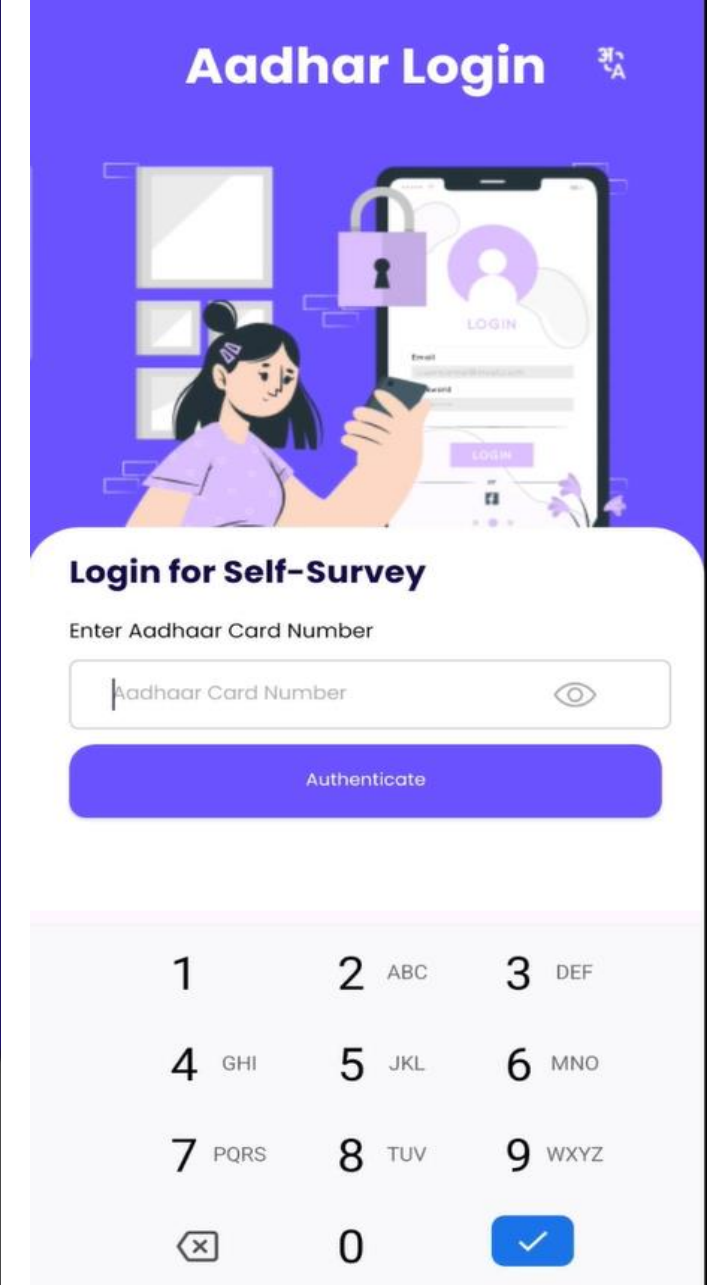 Aadhar Login
अ A
LOGIN
Email
LOGIN
or
Login for Self-Survey
Enter Aadhaar Card Number
Aadhaar Card Number
Authenticate
1
2 ABC
3 DEF
4 GHI
5 JKL
6 MNO
7 PQRS
8 TUV
9 WXYZ
0